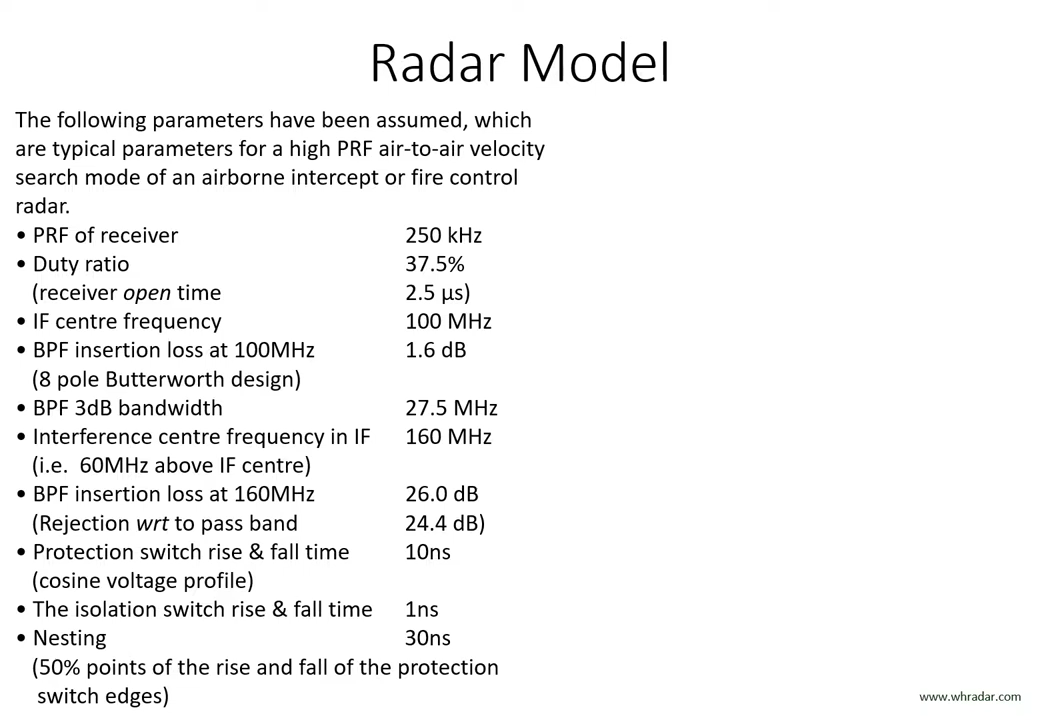 Radar Model
The following parameters have been assumed, which
are typical parameters for a high PRF air-to-air velocity
search mode of an airborne intercept or fire control
radar.
• PRF of receiver 250 kHz
• Duty ratio 37.5%
(receiver open time 2.5 µs)
• IF centre frequency 100 MHz
• BPF insertion loss at 100MHz 1.6 dB
(8 pole Butterworth design)
• BPF 3dB bandwidth 27.5 MHz
• Interference centre frequency in IF 160 MHz
(i.e. 60MHz above IF centre)
• BPF insertion loss at 160MHz 26.0 dB
(Rejection wrt to pass band 24.4 dB)
• Protection switch rise & fall time 10ns
(cosine voltage profile)
• The isolation switch rise & fall time 1ns
• Nesting 30ns
(50% points of the rise and fall of the protection
switch edges)
www.whradar.com